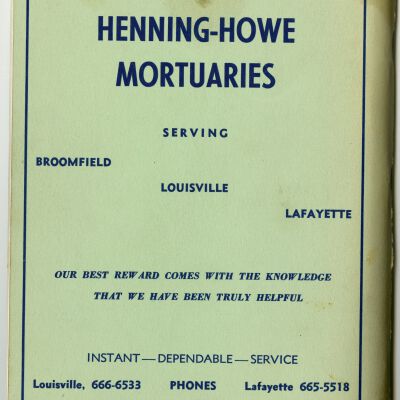 HENNING-HOWE
MORTUARIES
SERVING
BROOMFIELD
LOUISVILLE
LAFAYETTE
OUR BEST REWARD COMES WITH THE KNOWLEDGE
THAT WE HAVE BEEN TRULY HELPFUL
INSTANT — DEPENDABLE — SERVICE
Louisville, 666-6533 PHONES Lafayette 665-5518